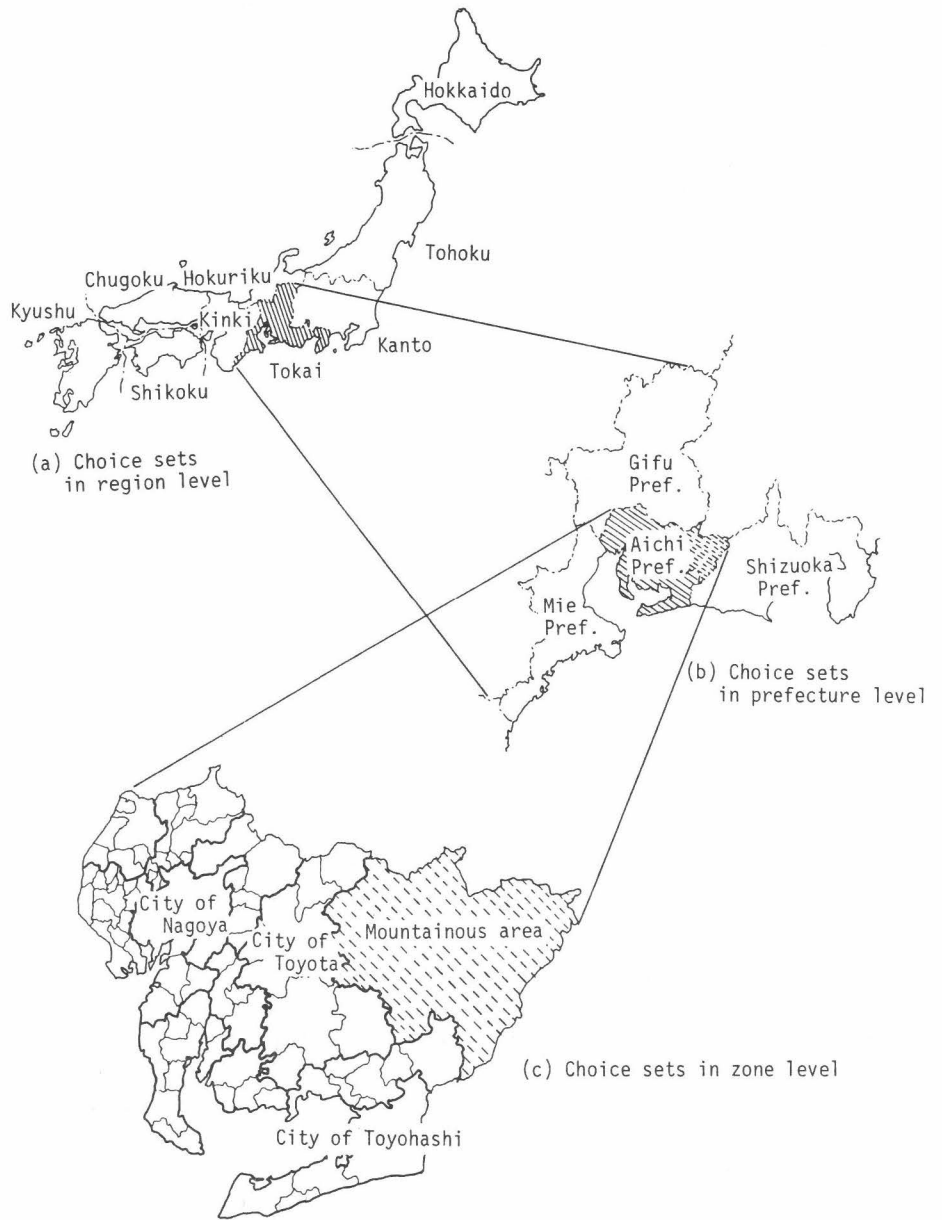 Hokkaido
Tohoku
Chugoku Hokuriku
Kyushu
Kinki
Kanto
Tokai
Shikoku
(a) Choice sets
in region level
Gifu
Pref.
Aichi
Pref.
Shizuoka
Pref.
Mie
Pref.
(b) Choice sets
in prefecture level
City of
Nagoya
City of
Toyota
Mountainous area
(c) Choice sets in zone level
City of Toyohashi